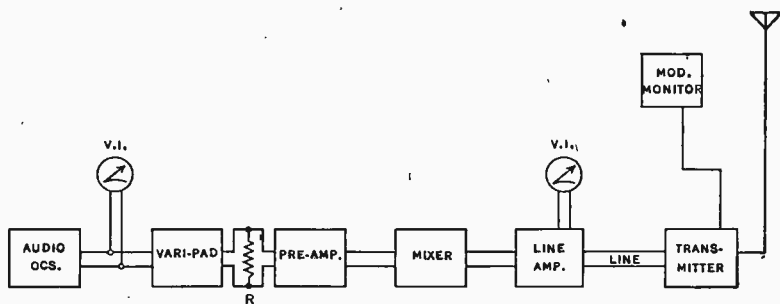 MOD.
MONITOR
V.I.
V.I.
AUDIO
OCS.
VARI-PAD
R
PRE-AMP.
MIXER
LINE
AMP.
LINE
TRANS-
MITTER